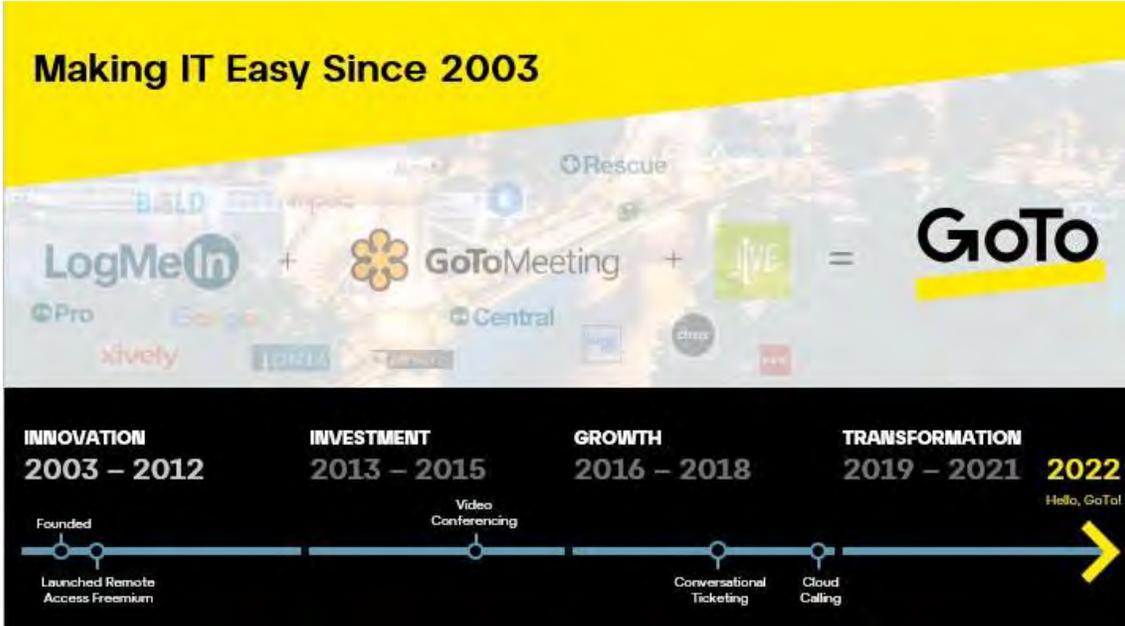 Making IT Easy Since 2003
Rescue
LogMeIn + GoToMeeting + JIVE = GoTo
Pro
Central
xively
citrix
INNOVATION
2003 – 2012
INVESTMENT
2013 – 2015
GROWTH
2016 – 2018
TRANSFORMATION
2019 – 2021
2022
Hello, GoTo!
Founded
Launched Remote
Access Freemium
Video
Conferencing
Conversational
Ticketing
Cloud
Calling